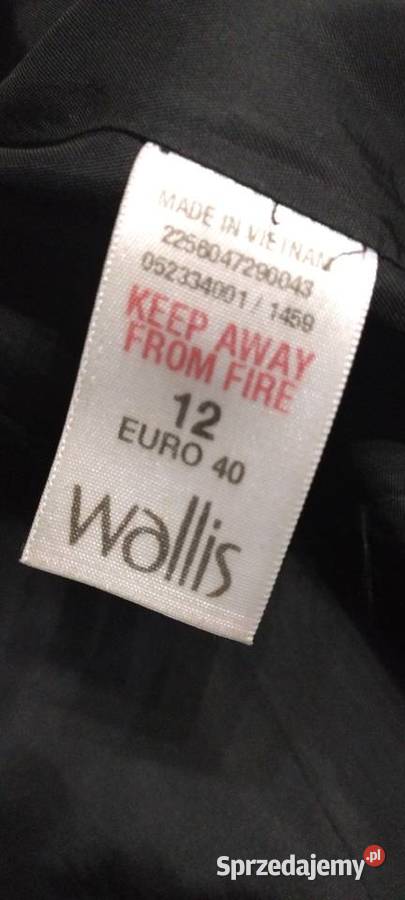 MADE IN VIETNAM
2256047290043
052334001 / 1459
KEEP AWAY
FROM FIRE
12
EURO 40
wallis
Sprzedajemy.pl